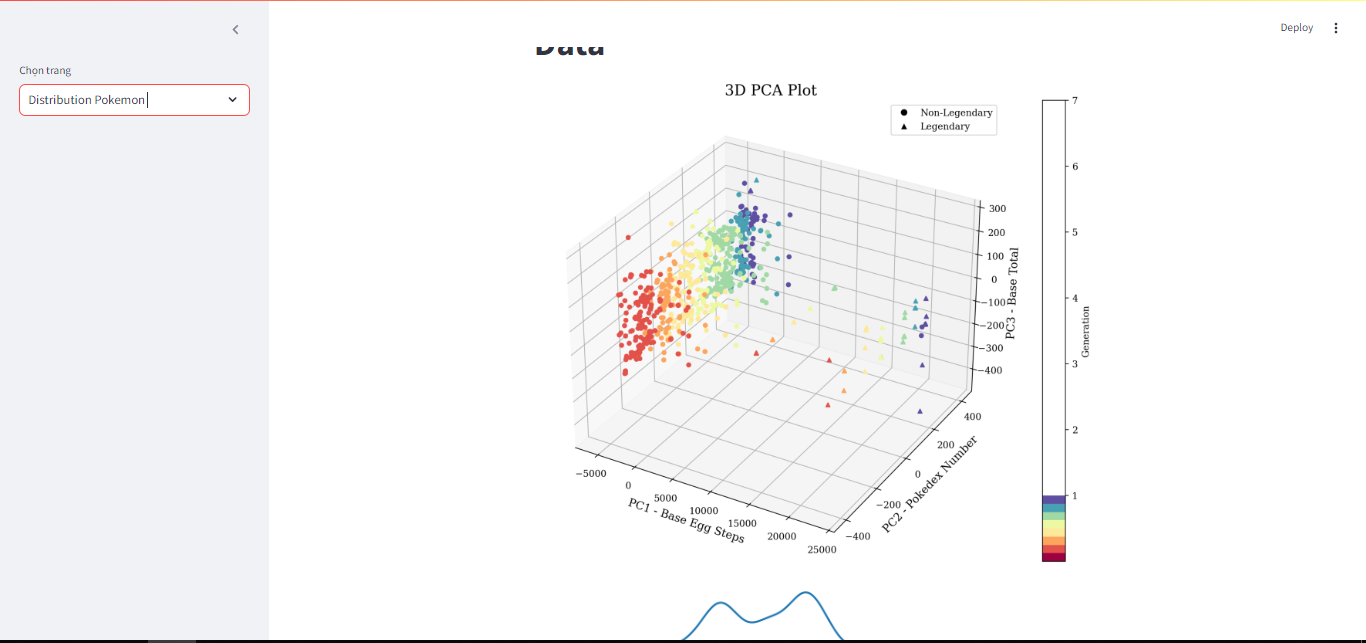 Deploy
Chọn trang
Distribution Pokemon
Data
3D PCA Plot
Non-Legendary
Legendary
300
200
100
0
−100
−200
−300
−400
PC3 - Base Total
400
200
0
−200
−400
PC2 - Pokedex Number
−5000
0
5000
10000
15000
20000
25000
PC1 - Base Egg Steps
7
6
5
4
3
2
1
Generation